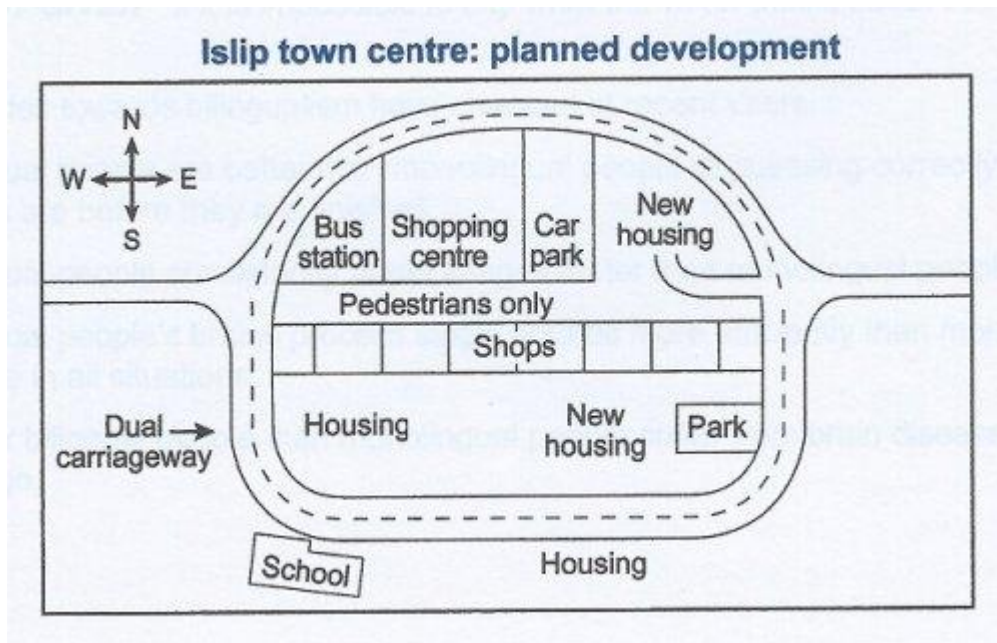 Islip town centre: planned development
N
W E
S
Bus
station
Shopping
centre
Car
park
New
housing
Pedestrians only
Shops
Dual
carriageway
Housing
New
housing
Park
School
Housing